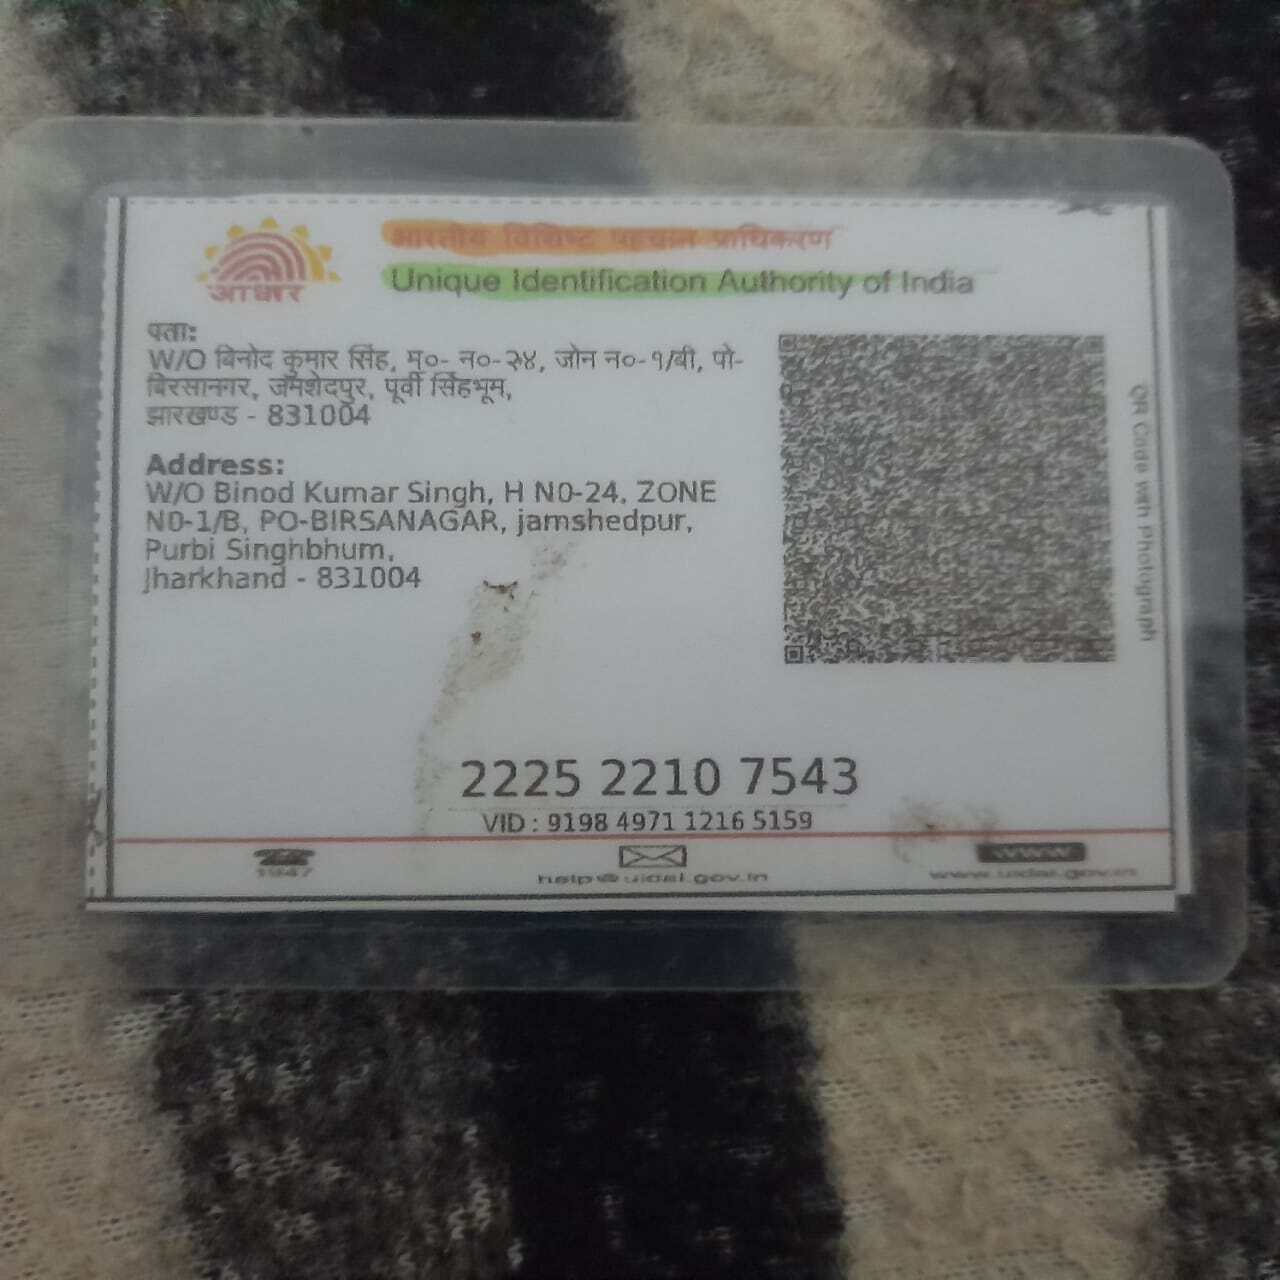 आधार
भारतीय विशिष्ट पहचान प्राधिकरण
Unique Identification Authority of India
पता:
W/O बिनोद कुमार सिंह, म०- न०-२४, जोन न०-१/बी, पो-
बिरसानगर, जमशेदपुर, पूर्वी सिंहभूम,
झारखण्ड - 831004
Address:
W/O Binod Kumar Singh, H N0-24, ZONE
N0-1/B, PO-BIRSANAGAR, jamshedpur,
Purbi Singhbhum,
Jharkhand - 831004
QR Code with Photograph
2225 2210 7543
VID : 9198 4971 1216 5159
1947
help@uidai.gov.in
www
www.uidai.gov.in